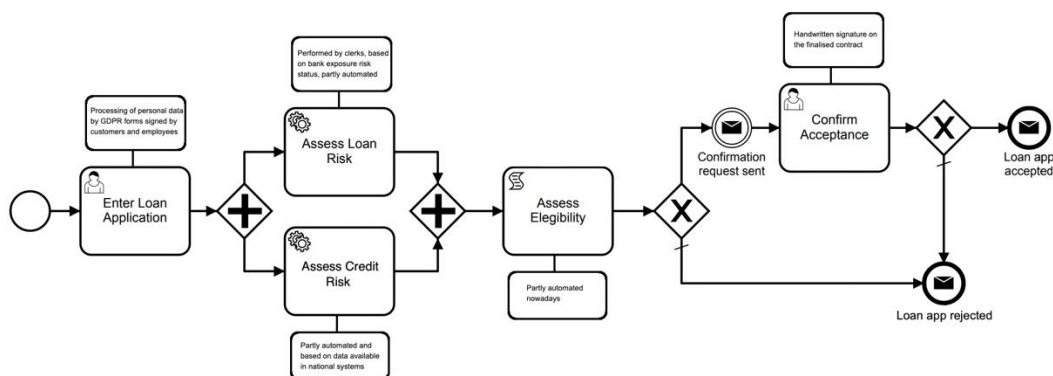 Performed by clerks, based
on bank exposure risk
status, partly automated
Handwritten signature on
the finalised contract
Processing of personal data
by GDPR forms signed by
customers and employees
Enter Loan
Application
Assess Loan
Risk
Assess Credit
Risk
Partly automated and
based on data available
in national systems
Assess
Elegibility
Partly automated
nowadays
Confirmation
request sent
Confirm
Acceptance
Loan app
accepted
Loan app rejected